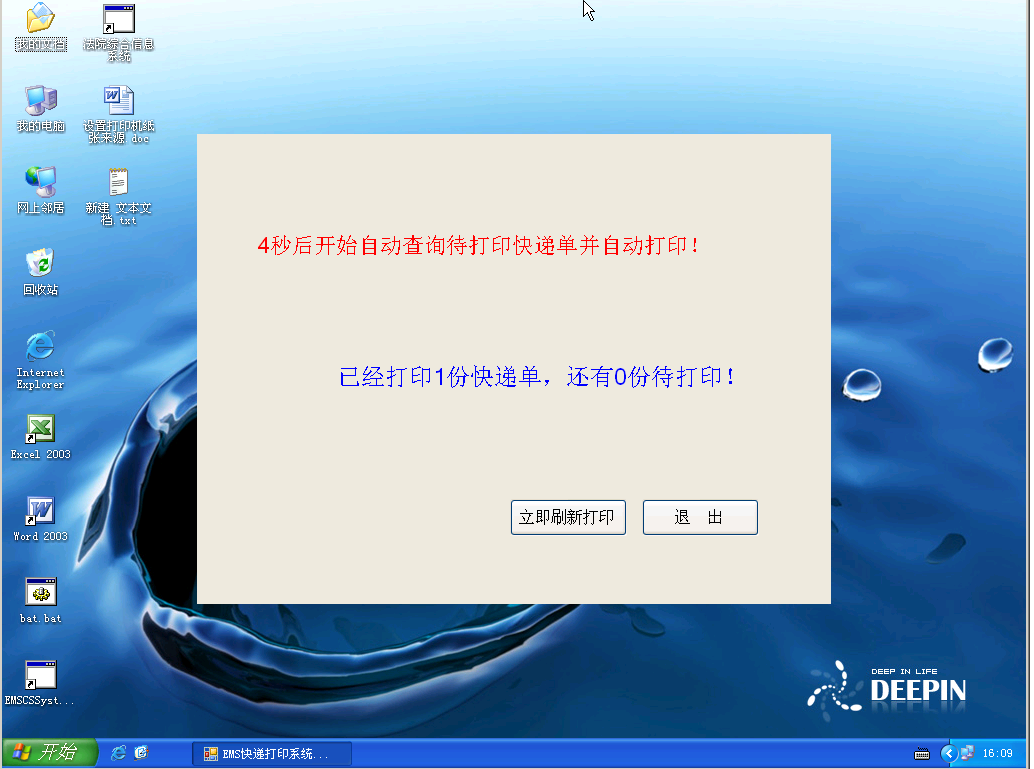 我的文档
法院综合信息
系统
我的电脑
设置打印机纸
张来源.doc
网上邻居
新建 文本文
档.txt
回收站
Internet
Explorer
Excel 2003
Word 2003
bat.bat
EMSCSSyst...
4秒后开始自动查询待打印快递单并自动打印！
已经打印1份快递单，还有0份待打印！
立即刷新打印
退 出
DEEP IN LIFE
DEEPIN
开始
EMS快递打印系统...
16:09